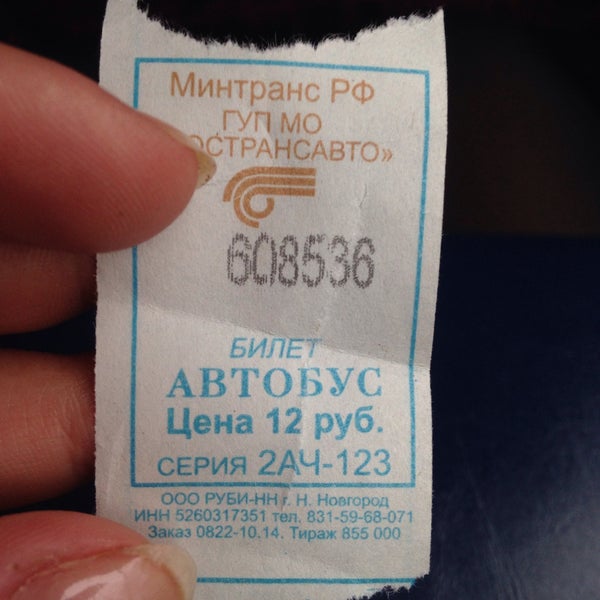 Минтранс РФ
ГУП МО
ОСТРАНСАВТО»
608536
БИЛЕТ
АВТОБУС
Цена 12 руб.
СЕРИЯ 2АЧ-123
ООО РУБИ-НН г. Н. Новгород
ИНН 5260317351 тел. 831-59-68-071
Заказ 0822-10.14. Тираж 855 000